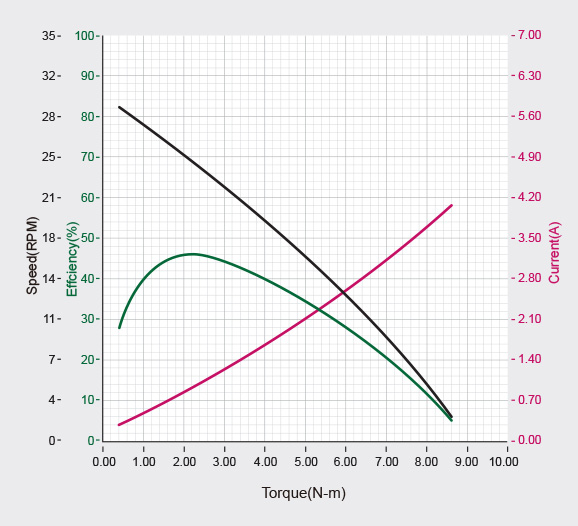 35- 100- -7.00
32- 90- -6.30
28- 80- -5.60
25- 70- -4.90
21- 60- -4.20
18- 50- -3.50
14- 40- -2.80
11- 30- -2.10
7- 20- -1.40
4- 10- -0.70
0- 0- -0.00
Speed(RPM)
Effciency(%)
Current(A)
0.00 1.00 2.00 3.00 4.00 5.00 6.00 7.00 8.00 9.00 10.00
Torque(N-m)